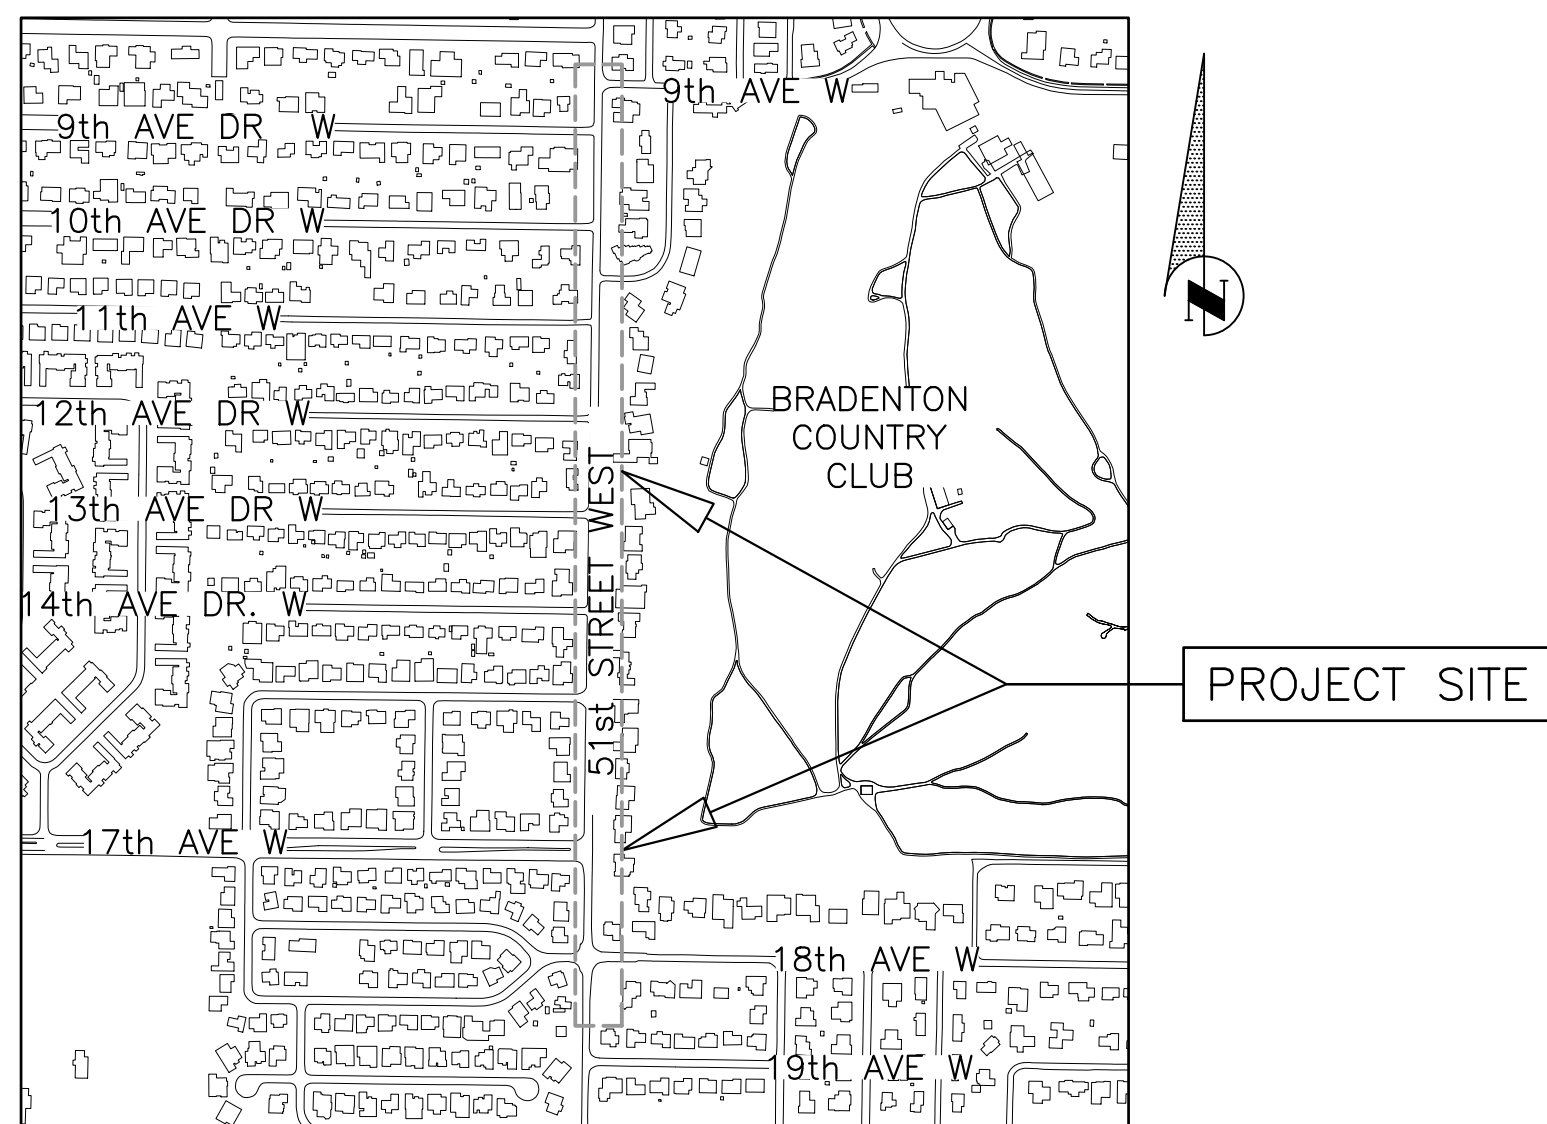 9th AVE W
9th AVE DR W
10th AVE DR W
11th AVE W
BRADENTON
COUNTRY
CLUB
12th AVE DR W
51st STREET WEST
13th AVE DR W
14th AVE DR. W
PROJECT SITE
17th AVE W
18th AVE W
19th AVE W
N